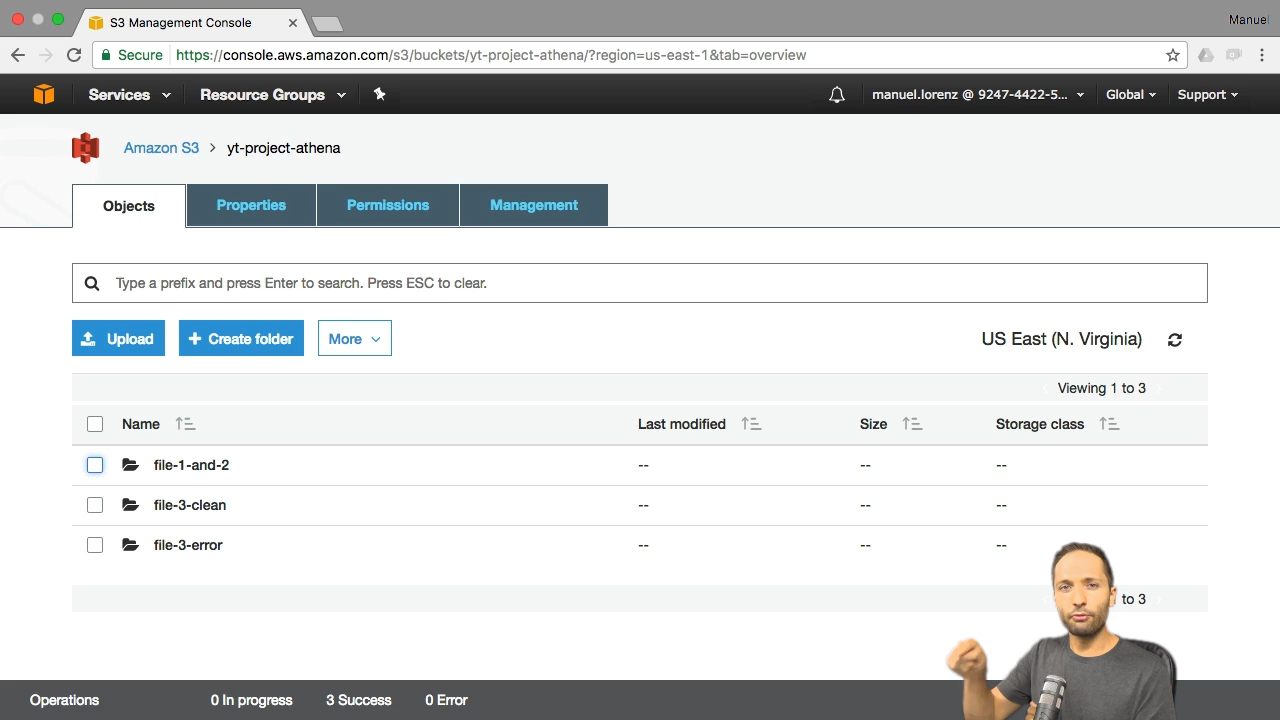 S3 Management Console
Manuel
Secure https://console.aws.amazon.com/s3/buckets/yt-project-athena/?region=us-east-1&tab=overview
Services Resource Groups manuel.lorenz @ 9247-4422-5... Global Support
Amazon S3 > yt-project-athena
Objects Properties Permissions Management
Type a prefix and press Enter to search. Press ESC to clear.
Upload + Create folder More US East (N. Virginia)
Viewing 1 to 3
Name Last modified Size Storage class
file-1-and-2 -- -- --
file-3-clean -- -- --
file-3-error -- -- --
to 3
Operations 0 In progress 3 Success 0 Error